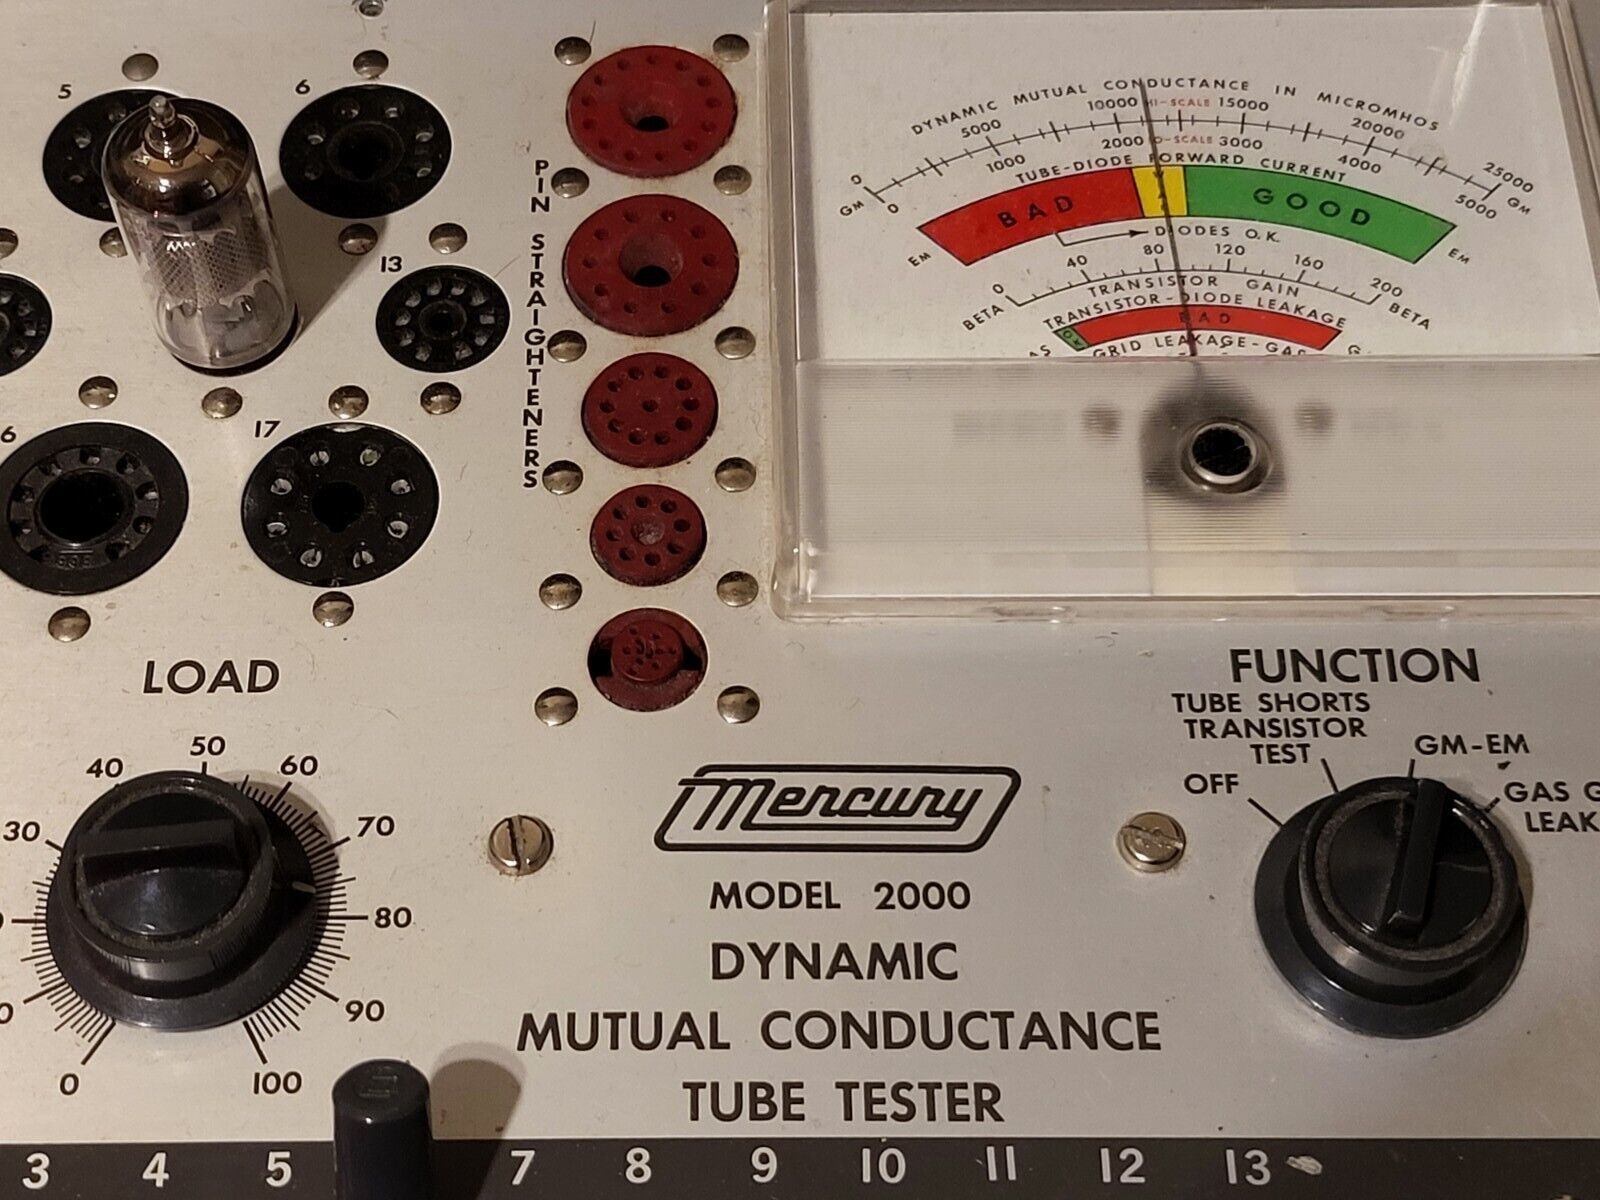 5
6
13
6
17
PIN STRAIGHTENERS
DYNAMIC MUTUAL CONDUCTANCE IN MICROMHOS
HI-SCALE
0 5000 10000 15000 20000 25000
GM GM
0 1000 2000 3000 4000 5000
TUBE-DIODE FORWARD CURRENT
BAD ? GOOD
EM DIODES O.K. EM
0 40 80 120 160 200
BETA TRANSISTOR GAIN BETA
TRANSISTOR-DIODE LEAKAGE
OK BAD
GRID LEAKAGE-GAS
LOAD
0
30
40
50
60
70
80
90
100
FUNCTION
OFF
TUBE SHORTS
TRANSISTOR
TEST
GM-EM
GAS G
LEAK
Mercury
MODEL 2000
DYNAMIC
MUTUAL CONDUCTANCE
TUBE TESTER
3 4 5 7 8 9 10 11 12 13